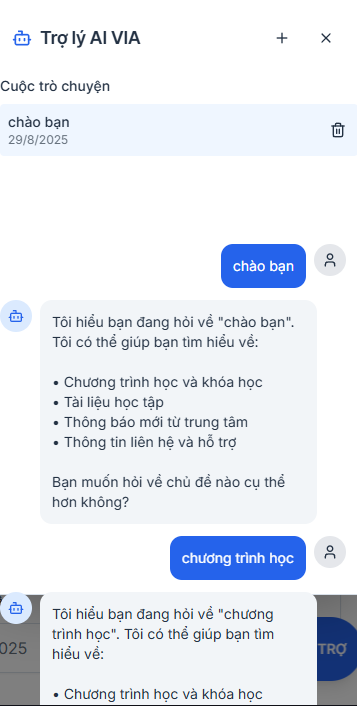 Trợ lý AI VIA
Cuộc trò chuyện
chào bạn
29/8/2025
chào bạn
Tôi hiểu bạn đang hỏi về "chào bạn".
Tôi có thể giúp bạn tìm hiểu về:
• Chương trình học và khóa học
• Tài liệu học tập
• Thông báo mới từ trung tâm
• Thông tin liên hệ và hỗ trợ
Bạn muốn hỏi về chủ đề nào cụ thể
hơn không?
chương trình học
Tôi hiểu bạn đang hỏi về "chương
trình học". Tôi có thể giúp bạn tìm
hiểu về:
025
TRỢ
• Chương trình học và khóa học